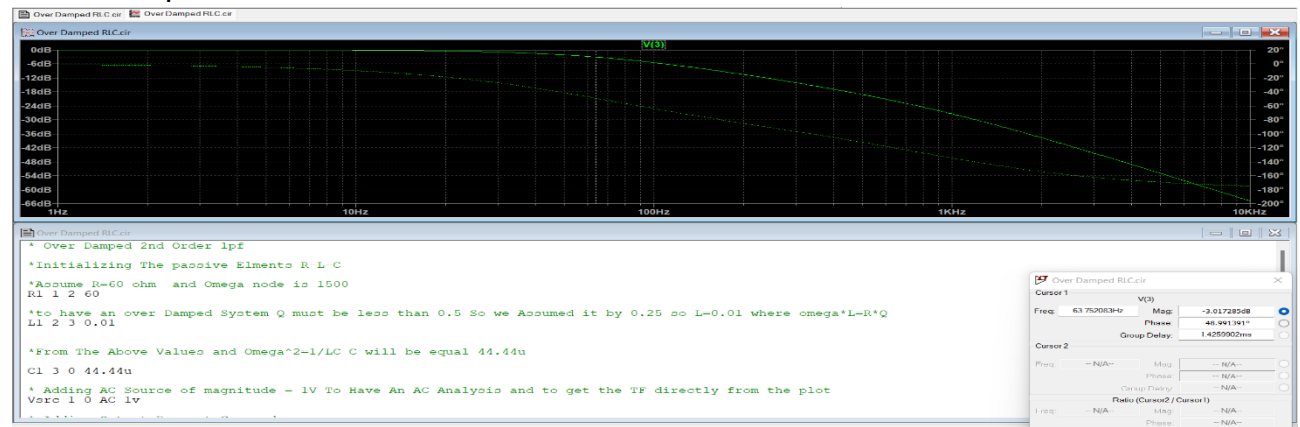 Over Damped RLC.cir Over Damped RLC.cir
Over Damped RLC.cir
V(3)
0dB 20°
-6dB 0°
-12dB -20°
-18dB -40°
-24dB -60°
-30dB -80°
-36dB -100°
-42dB -120°
-48dB -140°
-54dB -160°
-60dB -180°
-66dB -200°
1Hz 10Hz 100Hz 1KHz 10KHz
Over Damped RLC.cir
* Over Damped 2nd Order lpf
*Initializing The passive Elments R-L-C
*Assume R=60 ohm and Omega node is 1500
R1 1 2 60
*to have an over Damped System Q must be less than 0.5 So we Assumed it by 0.25 so L=0.01 where omega*L=R*Q
L1 2 3 0.01
*From The Above Values and Omega^2=1/LC C will be equal 44.44u
C1 3 0 44.44u
* Adding AC Source of magnitude = 1V To Have An AC Analysis and to get the TF directly from the plot
Vsrc 1 0 AC 1v
Over Damped RLC.cir
Cursor 1
V(3)
Freq: 63.752083Hz Mag: -3.017285dB
Phase: -48.991391°
Group Delay: 1.4259902ms
Cursor 2
Freq: -- N/A-- Mag: -- N/A--
Phase: -- N/A--
Group Delay: -- N/A--
Ratio (Cursor2 / Cursor1)
Freq: -- N/A-- Mag: -- N/A--
Phase: -- N/A--